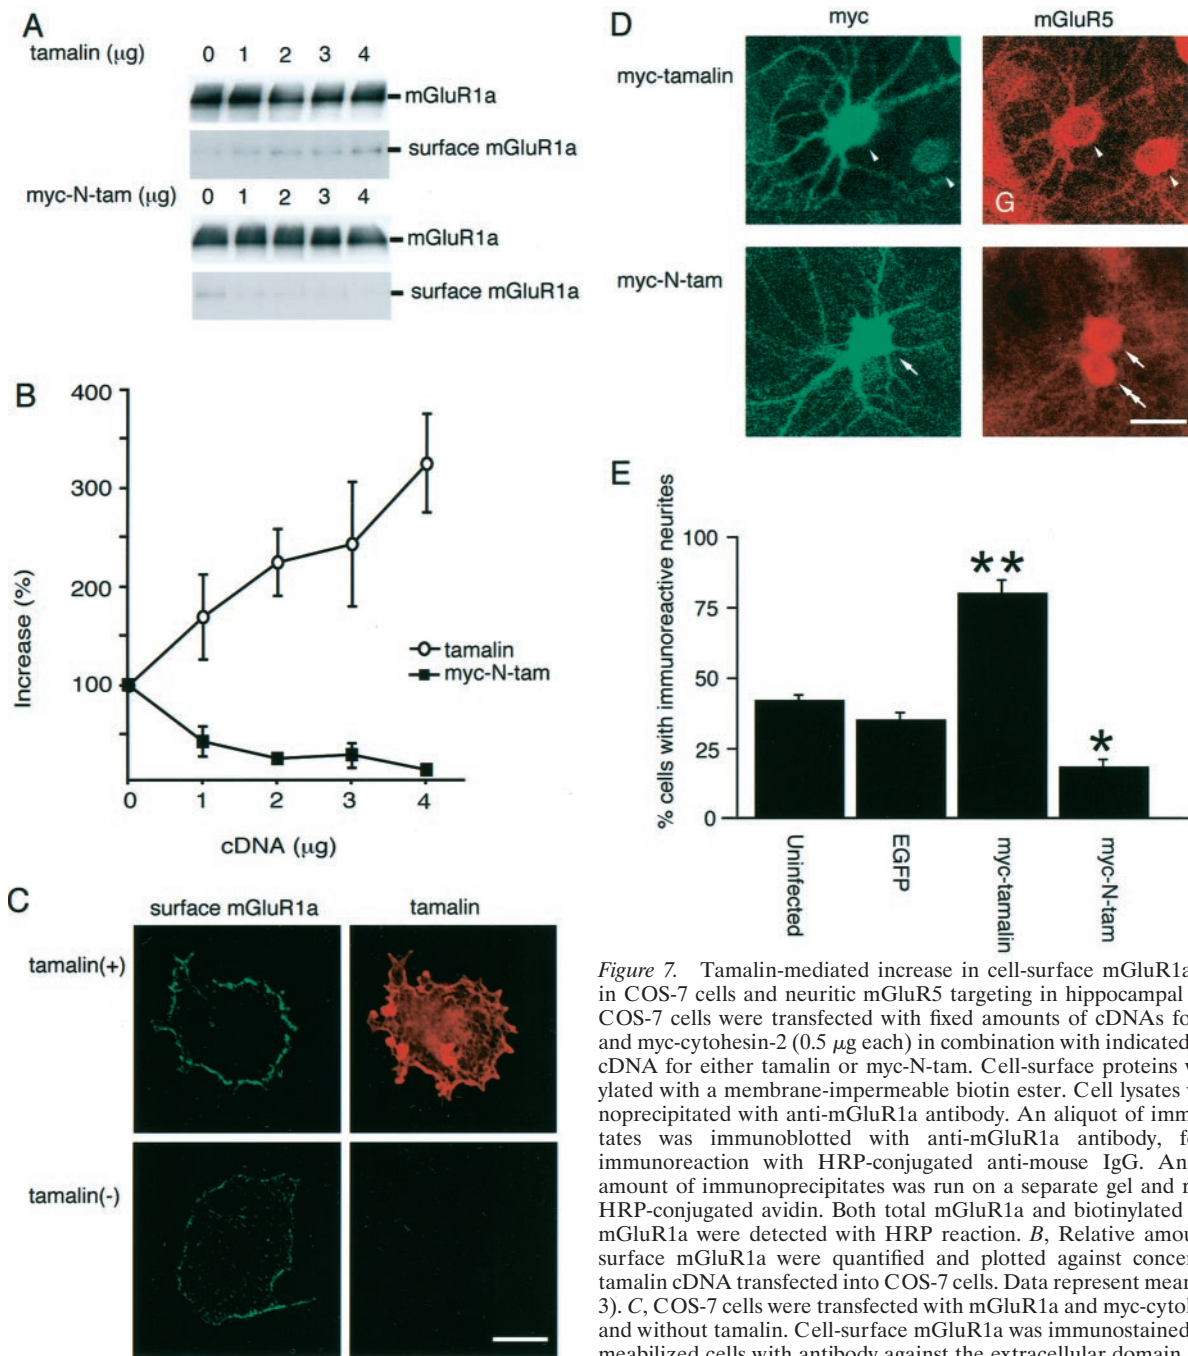 A
tamalin (μg)
0 1 2 3 4
mGluR1a
surface mGluR1a
myc-N-tam (μg)
0 1 2 3 4
mGluR1a
surface mGluR1a
B
400
300
200
100
Increase (%)
tamalin
myc-N-tam
0 1 2 3 4
cDNA (μg)
C
surface mGluR1a tamalin
tamalin(+)
tamalin(-)
D
myc mGluR5
myc-tamalin
G
myc-N-tam
E
% cells with immunoreactive neurites
100
75
50
25
0
** 
*
Uninfected
EGFP
myc-tamalin
myc-N-tam
Figure 7. Tamalin-mediated increase in cell-surface mGluR1a
in COS-7 cells and neuritic mGluR5 targeting in hippocampal
COS-7 cells were transfected with fixed amounts of cDNAs fo
and myc-cytohesin-2 (0.5 μg each) in combination with indicated
cDNA for either tamalin or myc-N-tam. Cell-surface proteins w
ylated with a membrane-impermeable biotin ester. Cell lysates w
noprecipitated with anti-mGluR1a antibody. An aliquot of imm
tates was immunoblotted with anti-mGluR1a antibody, fo
immunoreaction with HRP-conjugated anti-mouse IgG. An
amount of immunoprecipitates was run on a separate gel and r
HRP-conjugated avidin. Both total mGluR1a and biotinylated
mGluR1a were detected with HRP reaction. B, Relative amou
surface mGluR1a were quantified and plotted against concer
tamalin cDNA transfected into COS-7 cells. Data represent mean
3). C, COS-7 cells were transfected with mGluR1a and myc-cytol
and without tamalin. Cell-surface mGluR1a was immunostained
meabilized cells with antibody against the extracellular domain